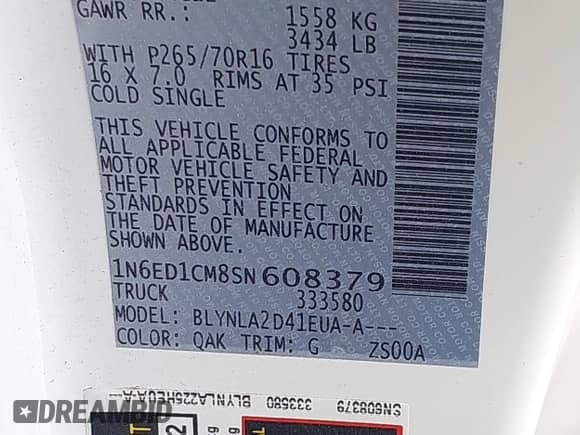 GAWR RR.: 1558 KG
3434 LB
WITH P265/70R16 TIRES
16 X 7.0 RIMS AT 35 PSI
COLD SINGLE
THIS VEHICLE CONFORMS TO
ALL APPLICABLE FEDERAL
MOTOR VEHICLE SAFETY AND
THEFT PREVENTION
STANDARDS IN EFFECT ON
THE DATE OF MANUFACTURE
SHOWN ABOVE.
1N6ED1CM8SN608379
TRUCK 333580
MODEL: BLYNLA2D41EUA-A---
COLOR: QAK TRIM: G ZS00A
SN608379 333580
DREAMBID